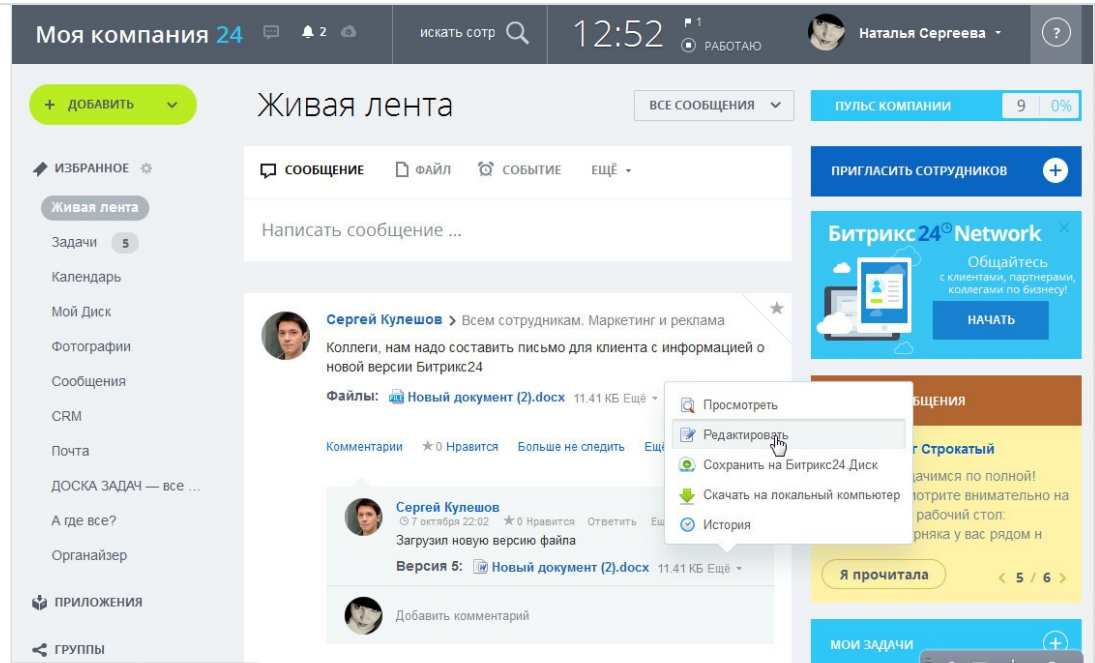 Моя компания 24
2
искать сотр
12:52
1
РАБОТАЮ
Наталья Сергеева
?
+ ДОБАВИТЬ
ИЗБРАННОЕ
Живая лента
Задачи 5
Календарь
Мой Диск
Фотографии
Сообщения
CRM
Почта
ДОСКА ЗАДАЧ — все ...
А где все?
Органайзер
ПРИЛОЖЕНИЯ
ГРУППЫ
Живая лента
ВСЕ СООБЩЕНИЯ
СООБЩЕНИЕ
ФАЙЛ
СОБЫТИЕ
ЕЩЁ
Написать сообщение ...
Сергей Кулешов > Всем сотрудникам, Маркетинг и реклама
Коллеги, нам надо составить письмо для клиента с информацией о
новой версии Битрикс24
Файлы: Новый документ (2).docx 11.41 КБ Ещё
Комментарии 0 Нравится Больше не следить
Просмотреть
Редактировать
Сохранить на Битрикс24.Диск
Скачать на локальный компьютер
История
Сергей Кулешов
7 октября 22:02 0 Нравится Ответить
Загрузил новую версию файла
Версия 5: Новый документ (2).docx 11.41 КБ Ещё
Добавить комментарий
ПУЛЬС КОМПАНИИ 9 0%
ПРИГЛАСИТЬ СОТРУДНИКОВ +
Битрикс24 Network
Общайтесь
с клиентами, партнерами,
коллегами по бизнесу!
НАЧАТЬ
Строкатый
по полной!
внимательно на
рабочий стол:
у вас рядом н
Я прочитала
< 5 / 6 >
МОИ ЗАДАЧИ +